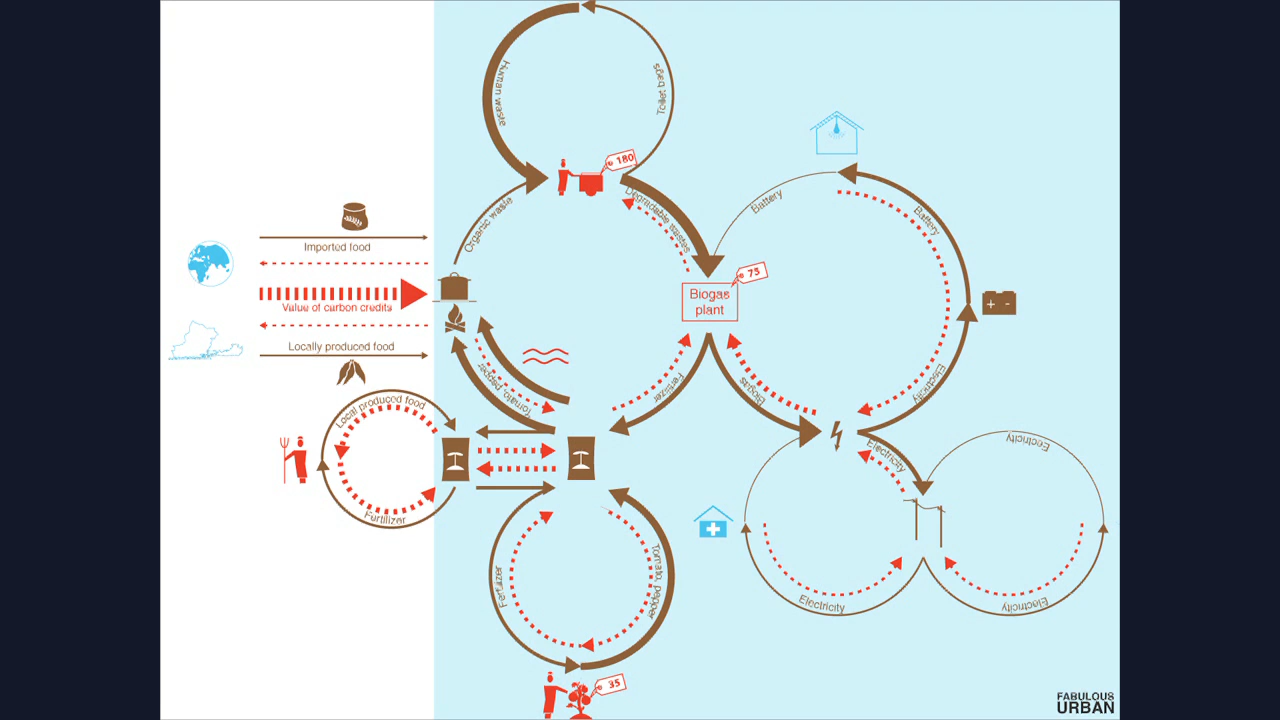 Human waste
Toilet bags
180
Organic waste
Degradable wastes
Battery
Battery
Imported food
Value of carbon credits
Locally produced food
Biogas
plant
75
+ -
Tomato, pepper
Fertilizer
Biogas
Electricity
Local produced food
Fertilizer
Electricity
Electricity
Fertilizer
Tomato, pepper
Electricity
Electricity
35
FABULOUS
URBAN